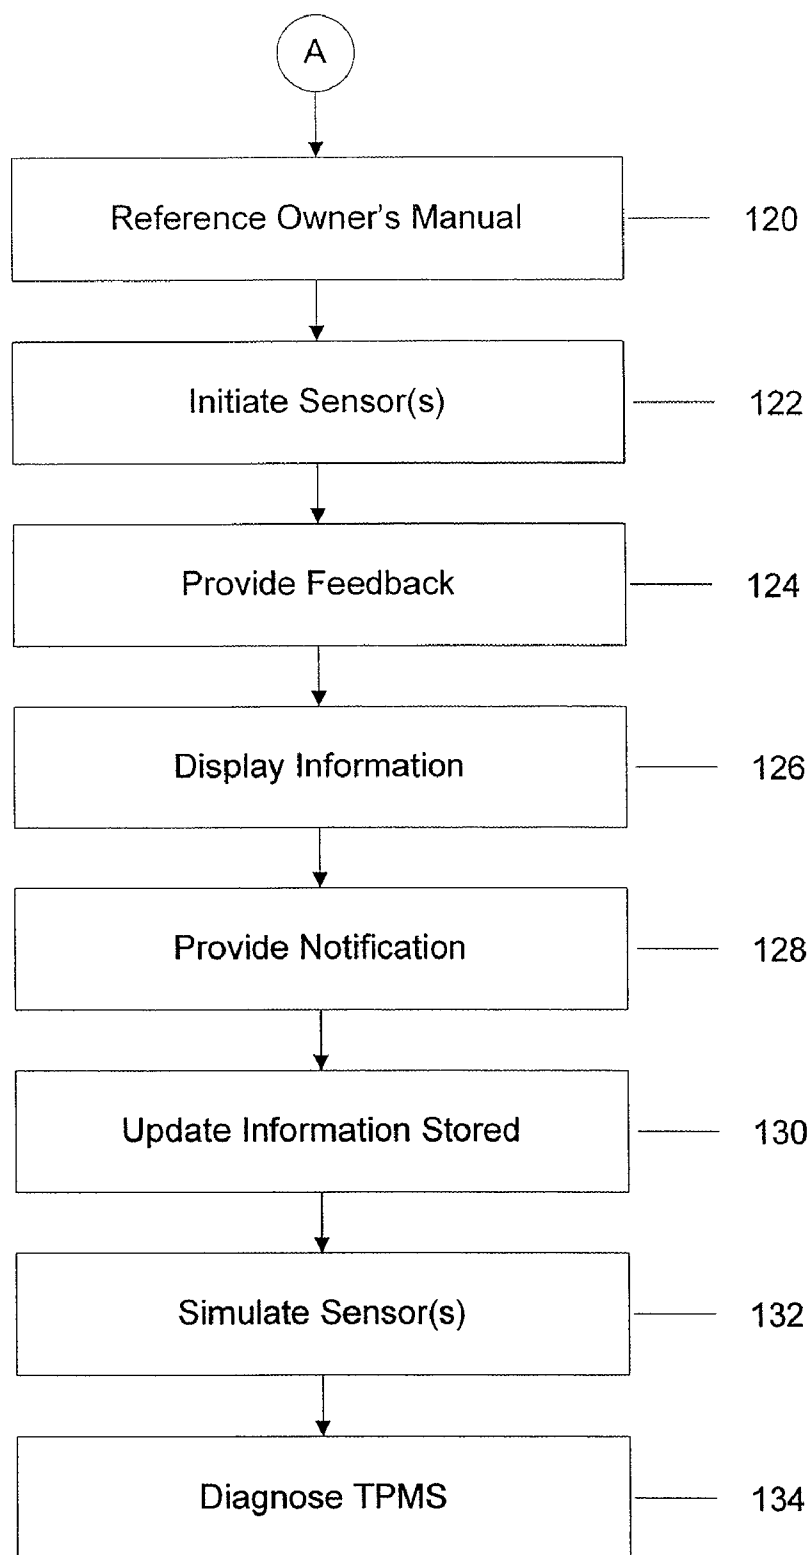 A
Reference Owner's Manual
120
Initiate Sensor(s)
122
Provide Feedback
124
Display Information
126
Provide Notification
128
Update Information Stored
130
Simulate Sensor(s)
132
Diagnose TPMS
134